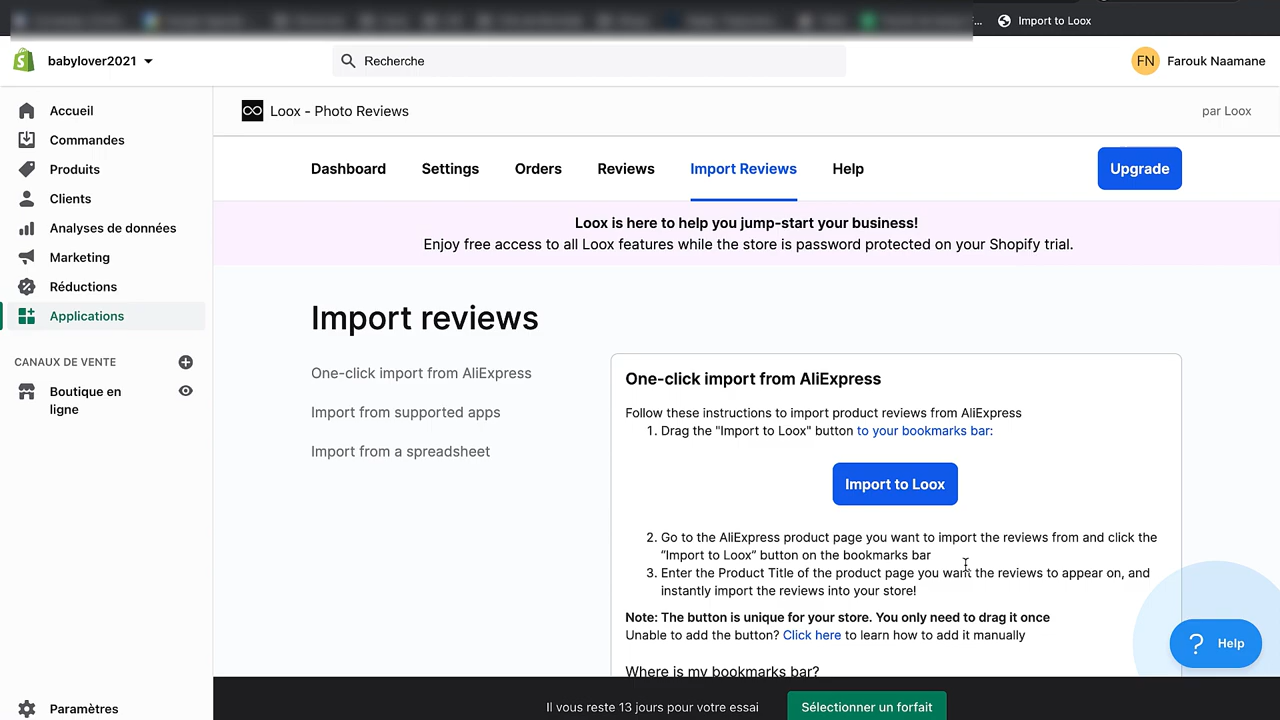 Import to Loox
babylover2021
Recherche
FN
Farouk Naamane
Accueil
Commandes
Produits
Clients
Analyses de données
Marketing
Réductions
Applications
CANAUX DE VENTE
Boutique en
ligne
Paramètres
Loox - Photo Reviews
par Loox
Dashboard
Settings
Orders
Reviews
Import Reviews
Help
Upgrade
Loox is here to help you jump-start your business!
Enjoy free access to all Loox features while the store is password protected on your Shopify trial.
Import reviews
One-click import from AliExpress
Import from supported apps
Import from a spreadsheet
One-click import from AliExpress
Follow these instructions to import product reviews from AliExpress
1. Drag the "Import to Loox" button to your bookmarks bar:
Import to Loox
2. Go to the AliExpress product page you want to import the reviews from and click the
“Import to Loox” button on the bookmarks bar
3. Enter the Product Title of the product page you want the reviews to appear on, and
instantly import the reviews into your store!
Note: The button is unique for your store. You only need to drag it once
Unable to add the button? Click here to learn how to add it manually
Where is my bookmarks bar?
? Help
Il vous reste 13 jours pour votre essai
Sélectionner un forfait